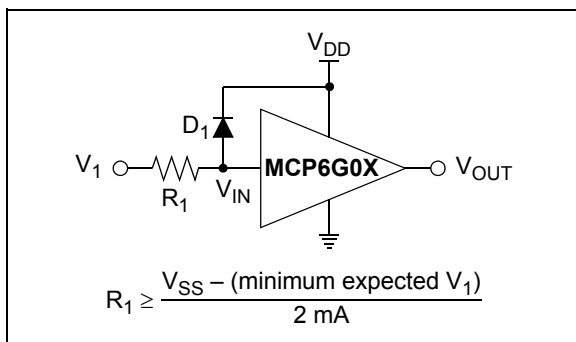 V_DD
D_1
V_1
R_1
V_IN
MCP6G0X
V_OUT
R_1 ≥ V_SS – (minimum expected V_1)
2 mA